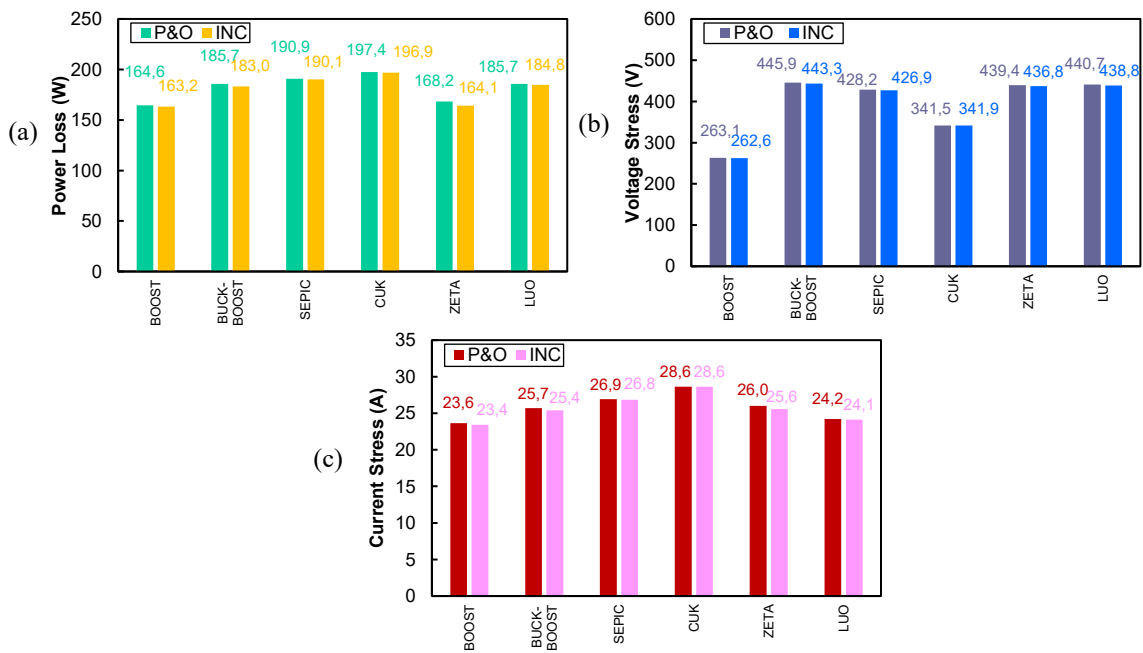 (a)
Power Loss (W)
250
200
150
100
50
0
P&O INC
164,6 163,2
185,7 183,0
190,9 190,1
197,4 196,9
168,2 164,1
185,7 184,8
BOOST
BUCK-
BOOST
SEPIC
CUK
ZETA
LUO
(b)
Voltage Stress (V)
600
500
400
300
200
100
0
P&O INC
263,1 262,6
445,9 443,3
428,2 426,9
341,5 341,9
439,4 436,8
440,7 438,8
BOOST
BUCK-
BOOST
SEPIC
CUK
ZETA
LUO
(c)
Current Stress (A)
35
30
25
20
15
10
5
0
P&O INC
23,6 23,4
25,7 25,4
26,9 26,8
28,6 28,6
26,0 25,6
24,2 24,1
BOOST
BUCK-
BOOST
SEPIC
CUK
ZETA
LUO